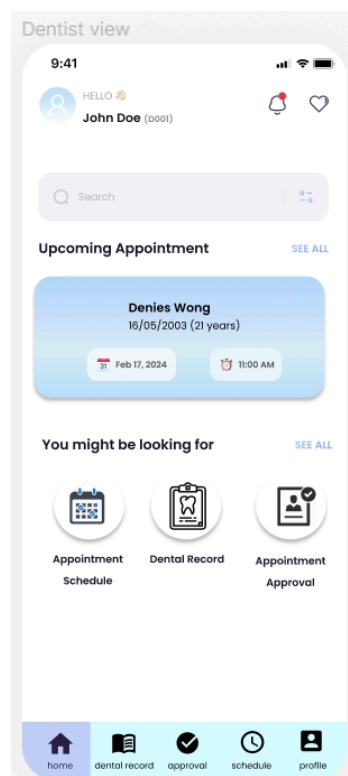 Dentist view
9:41
HELLO 👋🏼
John Doe (D001)
Search
Upcoming Appointment SEE ALL
Denies Wong
16/05/2003 (21 years)
31 Feb 17, 2024 11:00 AM
You might be looking for SEE ALL
Appointment Schedule
Dental Record
Appointment Approval
home dental record approval schedule profile